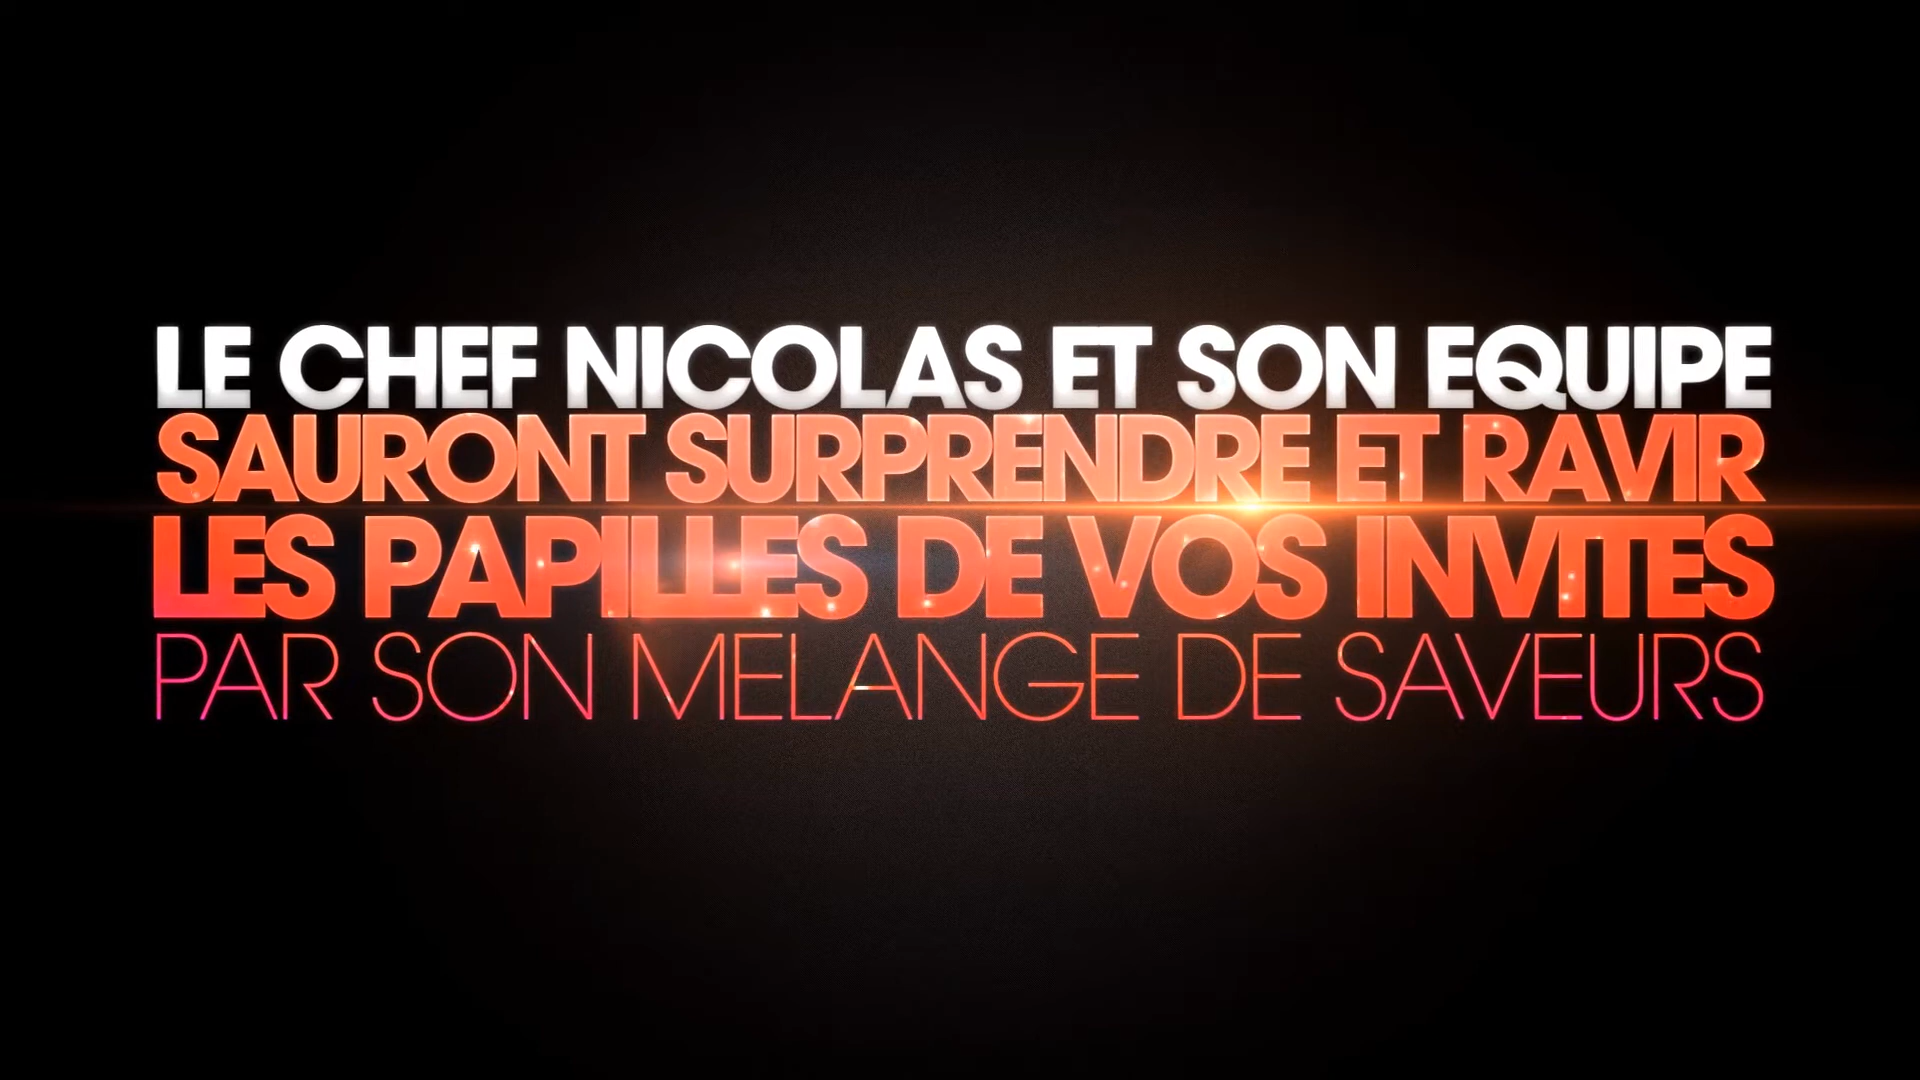 LE CHEF NICOLAS ET SON EQUIPE
SAURONT SURPRENDRE ET RAVIR
LES PAPILLES DE VOS INVITES
PAR SON MELANGE DE SAVEURS